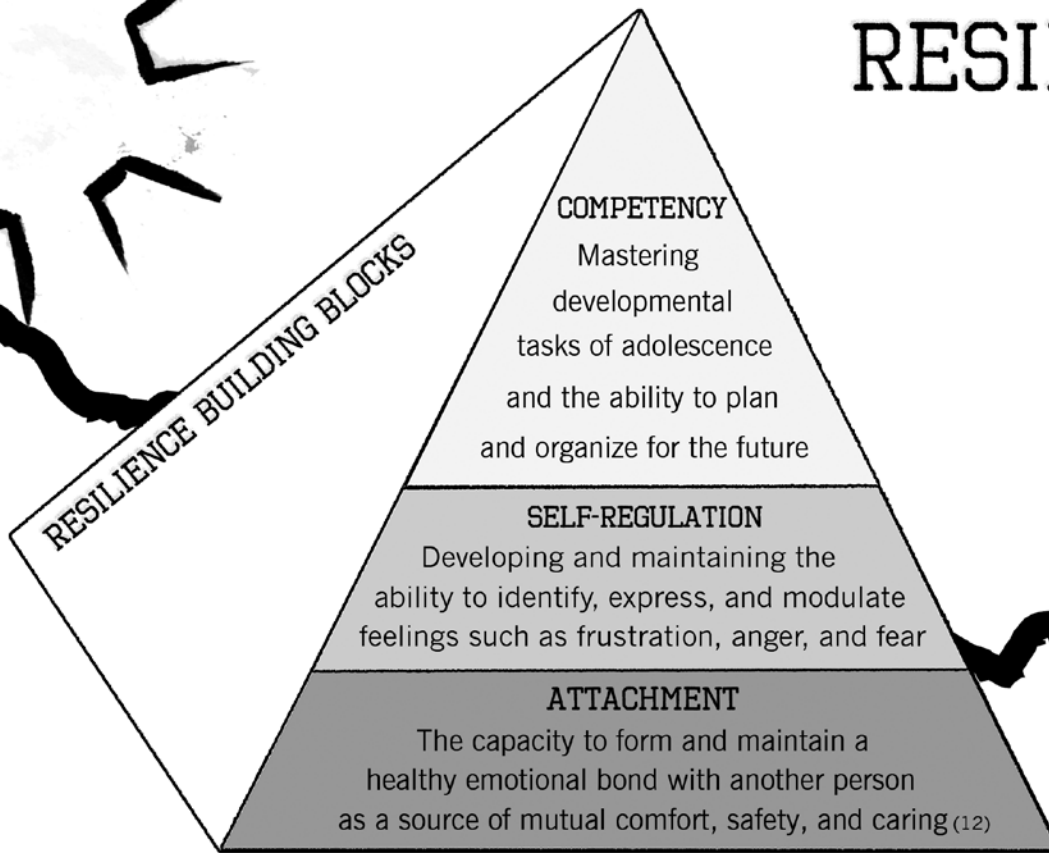 RESI
RESILIENCE BUILDING BLOCKS
COMPETENCY
Mastering
developmental
tasks of adolescence
and the ability to plan
and organize for the future
SELF-REGULATION
Developing and maintaining the
ability to identify, express, and modulate
feelings such as frustration, anger, and fear
ATTACHMENT
The capacity to form and maintain a
healthy emotional bond with another person
as a source of mutual comfort, safety, and caring (12)